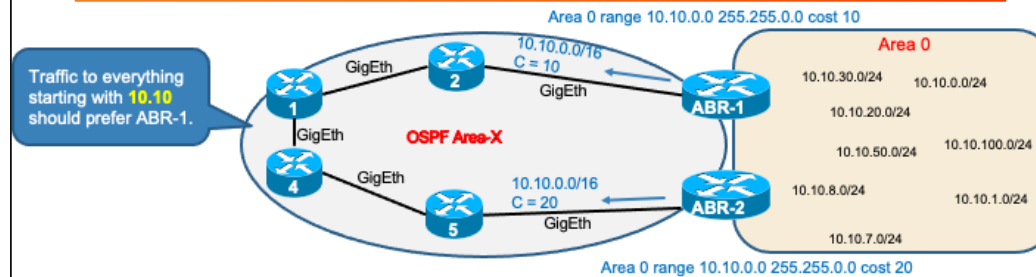 Area 0 range 10.10.0.0 255.255.0.0 cost 10
Traffic to everything
starting with 10.10
should prefer ABR-1.
GigEth
1
2
10.10.0.0/16
C = 10
GigEth
ABR-1
GigEth
OSPF Area-X
4
GigEth
5
10.10.0.0/16
C = 20
GigEth
ABR-2
Area 0
10.10.30.0/24
10.10.0.0/24
10.10.20.0/24
10.10.50.0/24
10.10.100.0/24
10.10.8.0/24
10.10.1.0/24
10.10.7.0/24
Area 0 range 10.10.0.0 255.255.0.0 cost 20